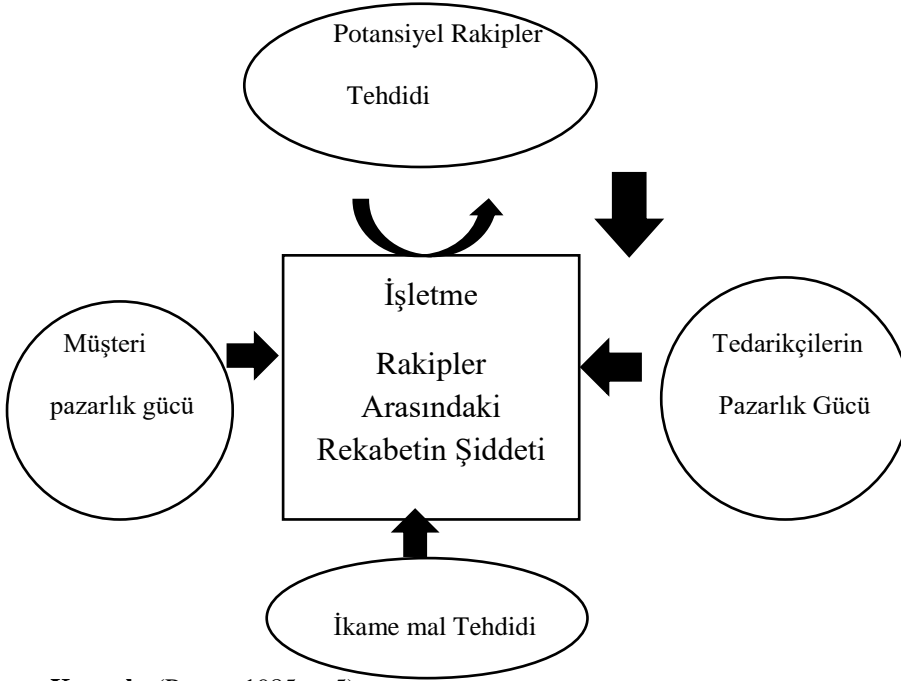 Potansiyel Rakipler
Tehdidi
İşletme
Rakipler
Arasındaki
Rekabetin Şiddeti
Müşteri
pazarlık gücü
Tedarikçilerin
Pazarlık Gücü
İkame mal Tehdidi